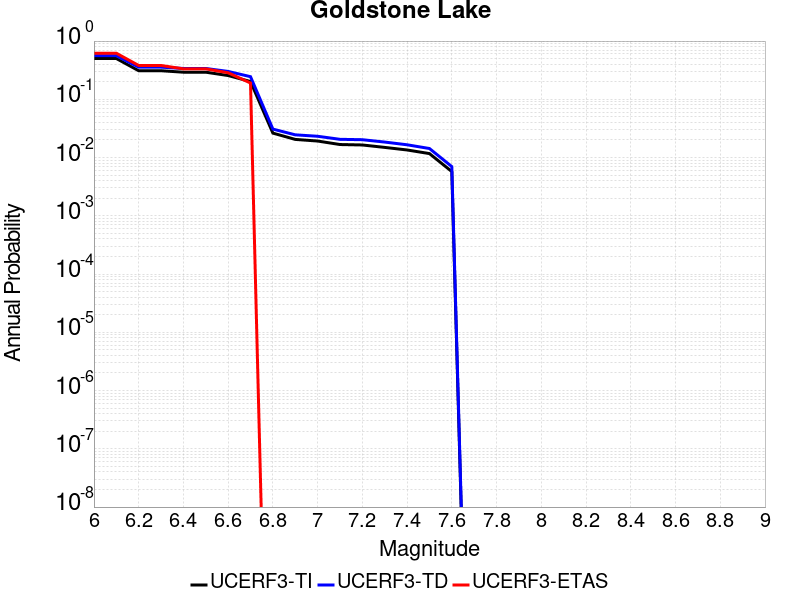 Goldstone Lake
10^0
10^-1
10^-2
10^-3
10^-4
10^-5
10^-6
10^-7
10^-8
Annual Probability
6 6.2 6.4 6.6 6.8 7 7.2 7.4 7.6 7.8 8 8.2 8.4 8.6 8.8 9
Magnitude
UCERF3-TI UCERF3-TD UCERF3-ETAS